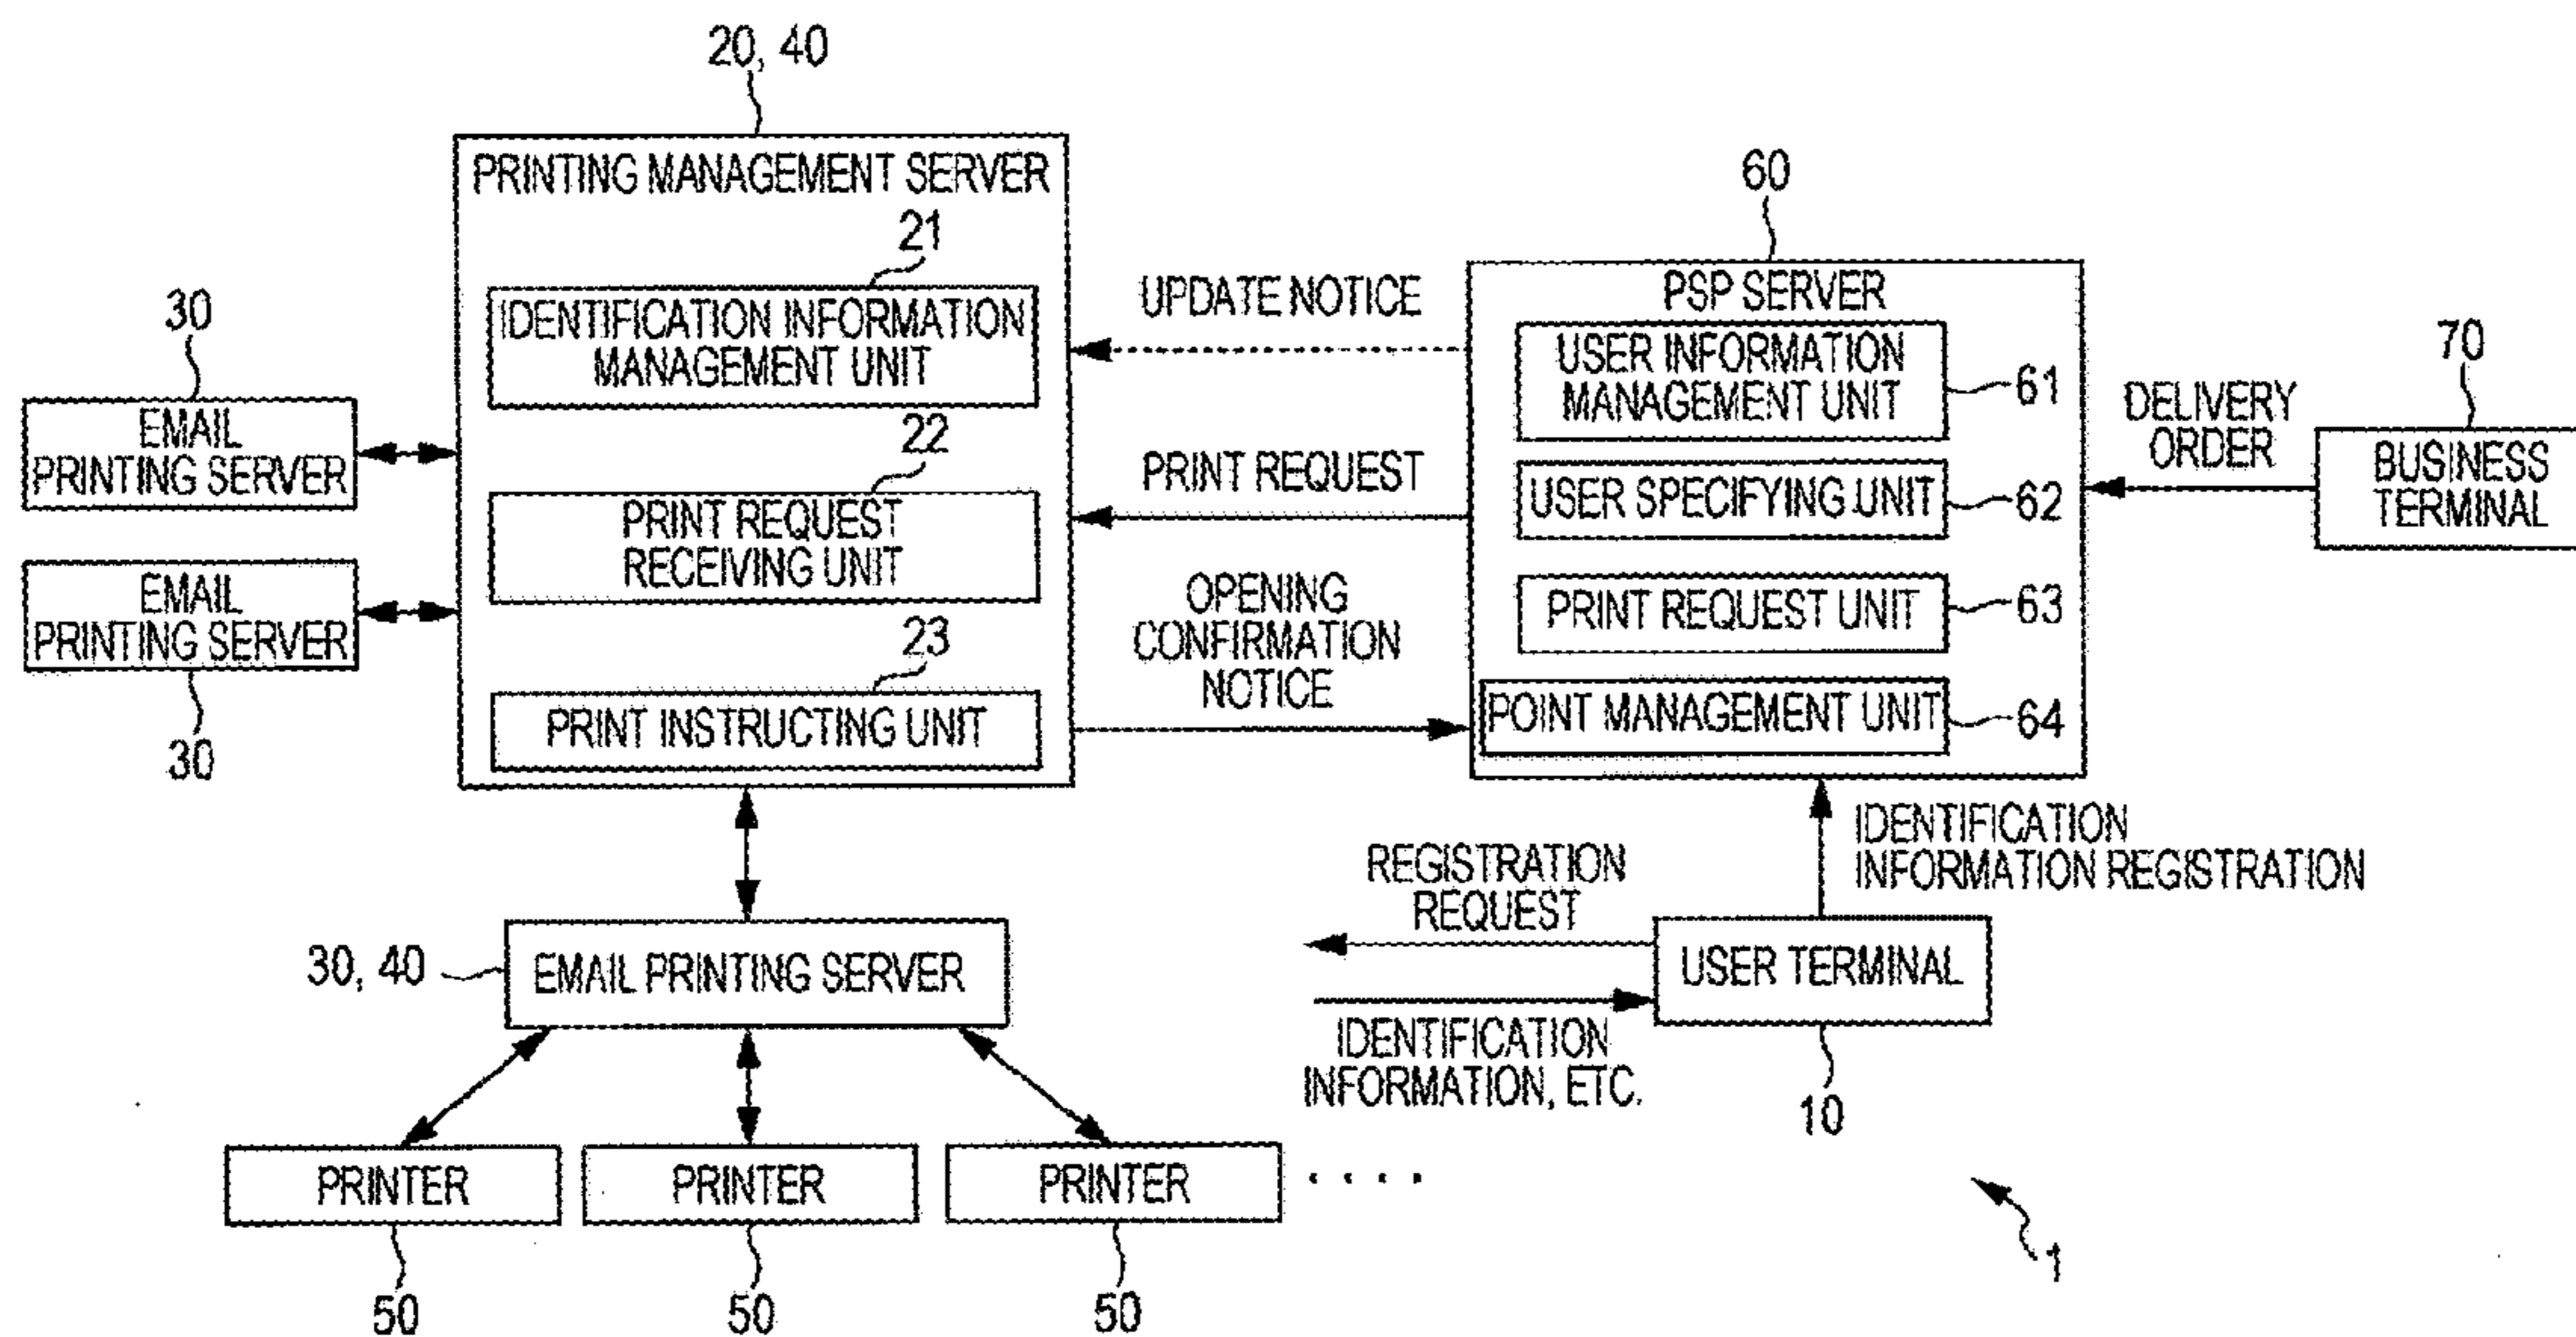 20, 40
PRINTING MANAGEMENT SERVER
21
IDENTIFICATION INFORMATION
MANAGEMENT UNIT
22
PRINT REQUEST
RECEIVING UNIT
23
PRINT INSTRUCTING UNIT
30
EMAIL
PRINTING SERVER
EMAIL
PRINTING SERVER
30
UPDATE NOTICE
PRINT REQUEST
OPENING
CONFIRMATION
NOTICE
60
PSP SERVER
USER INFORMATION
MANAGEMENT UNIT
61
USER SPECIFYING UNIT
62
PRINT REQUEST UNIT
63
POINT MANAGEMENT UNIT
64
DELIVERY
ORDER
70
BUSINESS
TERMINAL
IDENTIFICATION
INFORMATION REGISTRATION
REGISTRATION
REQUEST
USER TERMINAL
IDENTIFICATION
INFORMATION, ETC.
10
30, 40
EMAIL PRINTING SERVER
PRINTER
PRINTER
PRINTER
. . . .
50
50
50
1